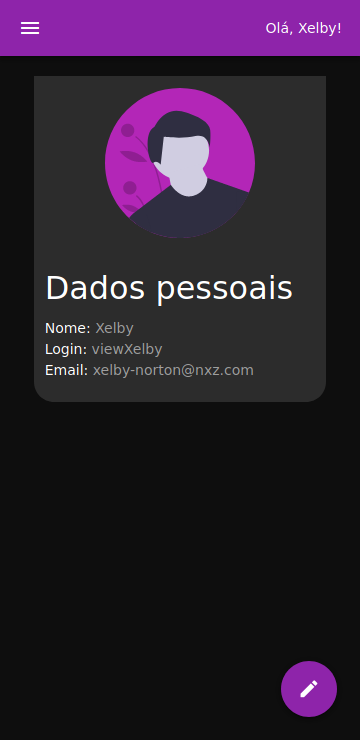 Olá, Xelby!
Dados pessoais
Nome: Xelby
Login: viewXelby
Email: xelby-norton@nxz.com